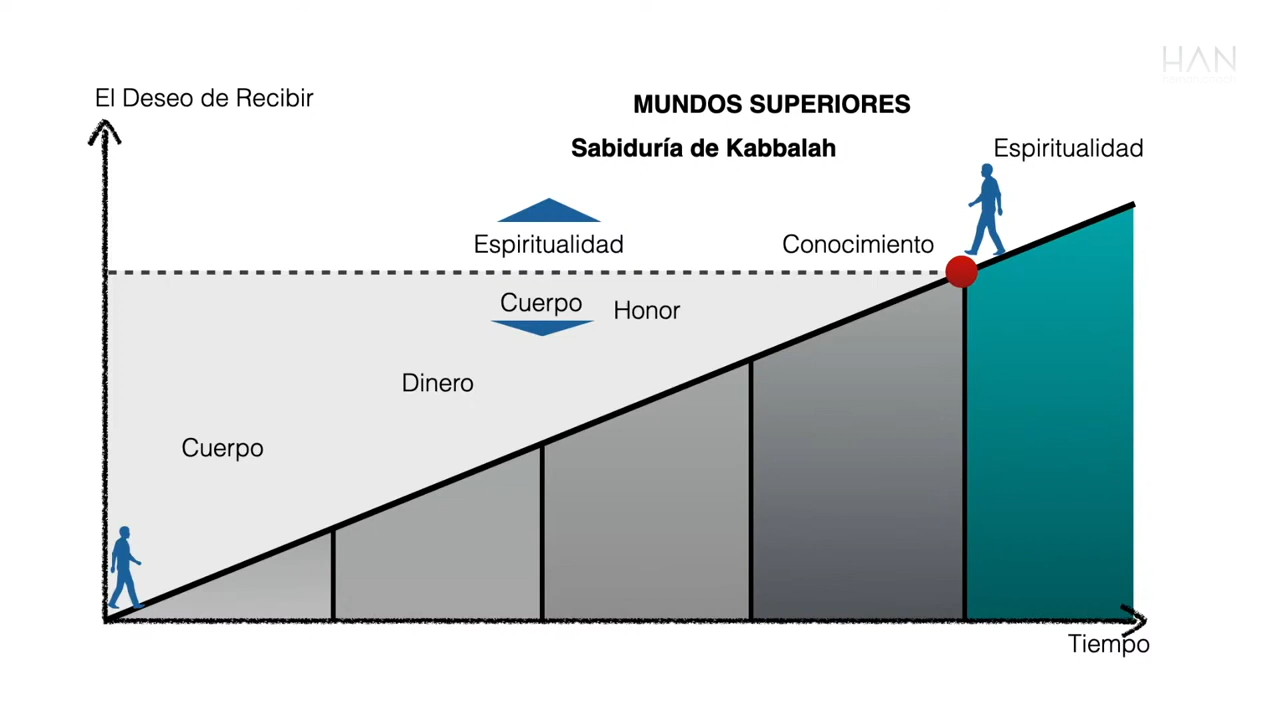 HAN
El Deseo de Recibir
MUNDOS SUPERIORES
Sabiduría de Kabbalah
Espiritualidad
Espiritualidad
Conocimiento
Cuerpo
Honor
Dinero
Cuerpo
Tiempo